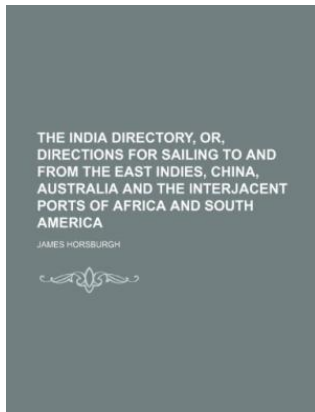 THE INDIA DIRECTORY, OR,
DIRECTIONS FOR SAILING TO AND
FROM THE EAST INDIES, CHINA,
AUSTRALIA AND THE INTERJACENT
PORTS OF AFRICA AND SOUTH
AMERICA
JAMES HORSBURGH